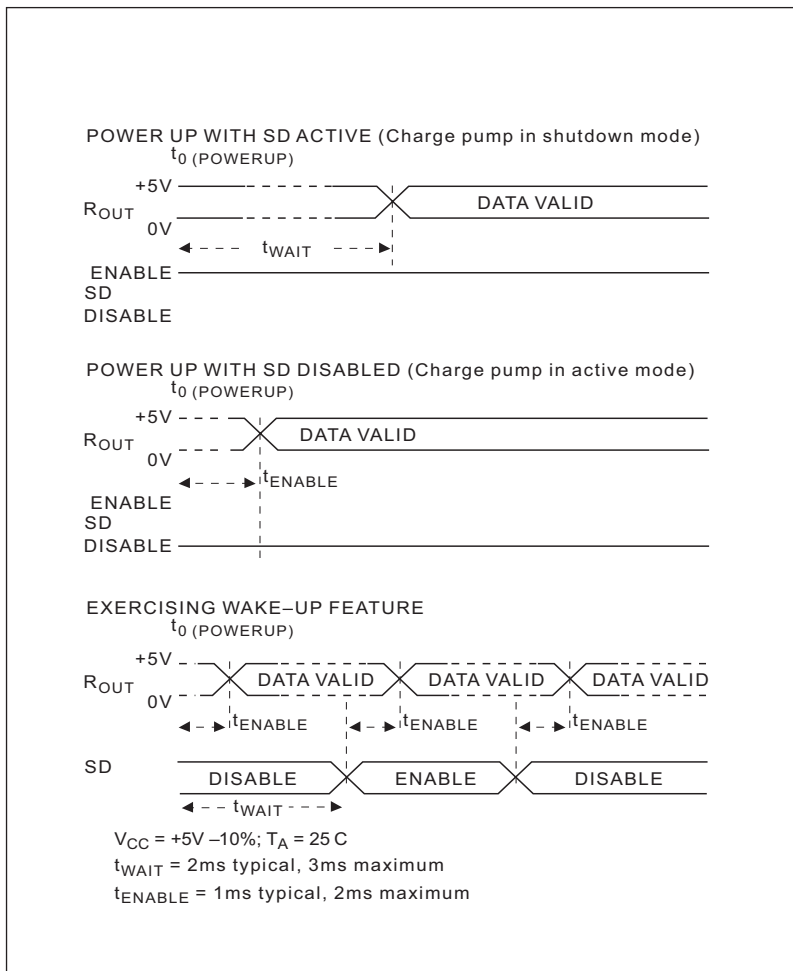 POWER UP WITH SD ACTIVE (Charge pump in shutdown mode)
t0 (POWERUP)
+5V
ROUT
DATA VALID
0V
tWAIT
ENABLE
SD
DISABLE
POWER UP WITH SD DISABLED (Charge pump in active mode)
t0 (POWERUP)
+5V
ROUT
DATA VALID
0V
tENABLE
ENABLE
SD
DISABLE
EXERCISING WAKE–UP FEATURE
t0 (POWERUP)
+5V
ROUT
DATA VALID DATA VALID DATA VALID
0V
tENABLE tENABLE tENABLE
SD
DISABLE ENABLE DISABLE
tWAIT
VCC = +5V –10%; TA = 25 C
tWAIT = 2ms typical, 3ms maximum
tENABLE = 1ms typical, 2ms maximum